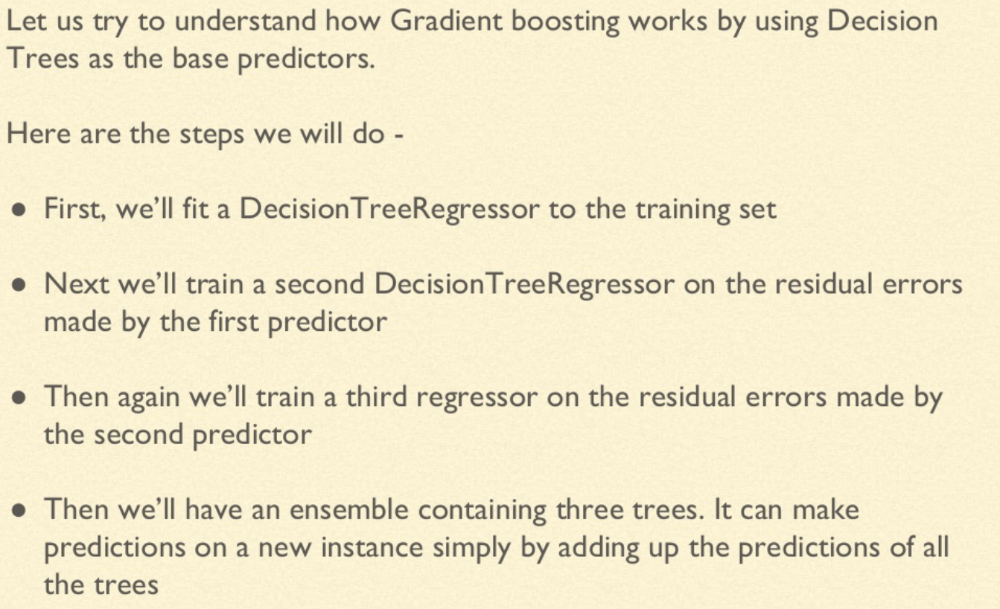 Let us try to understand how Gradient boosting works by using Decision
Trees as the base predictors.
Here are the steps we will do -
● First, we’ll fit a DecisionTreeRegressor to the training set
● Next we’ll train a second DecisionTreeRegressor on the residual errors
made by the first predictor
● Then again we’ll train a third regressor on the residual errors made by
the second predictor
● Then we’ll have an ensemble containing three trees. It can make
predictions on a new instance simply by adding up the predictions of all
the trees